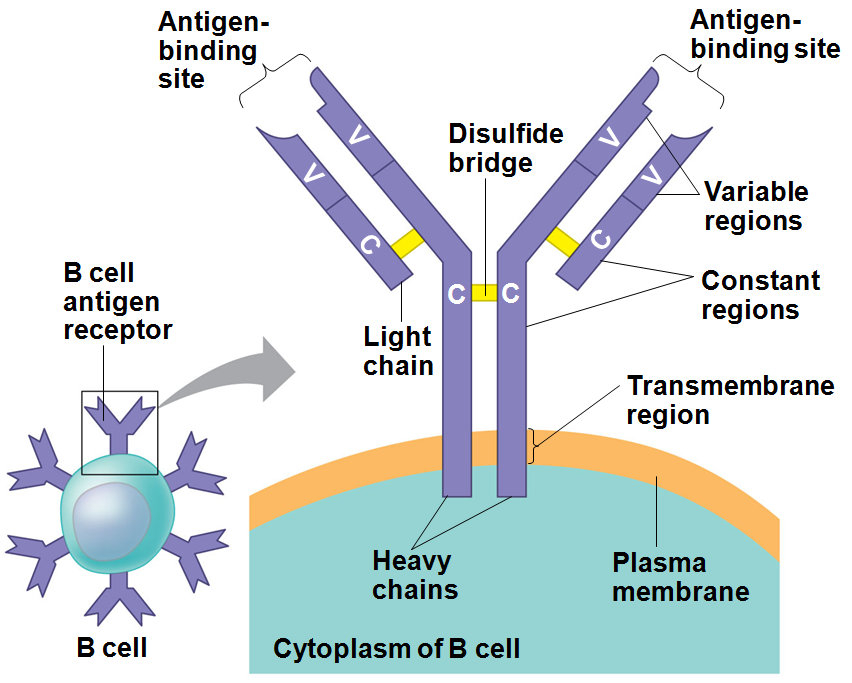 Antigen-
binding
site
Antigen-
binding site
Disulfide
bridge
V
V
V
V
Variable
regions
C
C
C
C
Constant
regions
B cell
antigen
receptor
Light
chain
Transmembrane
region
Heavy
chains
Plasma
membrane
B cell
Cytoplasm of B cell